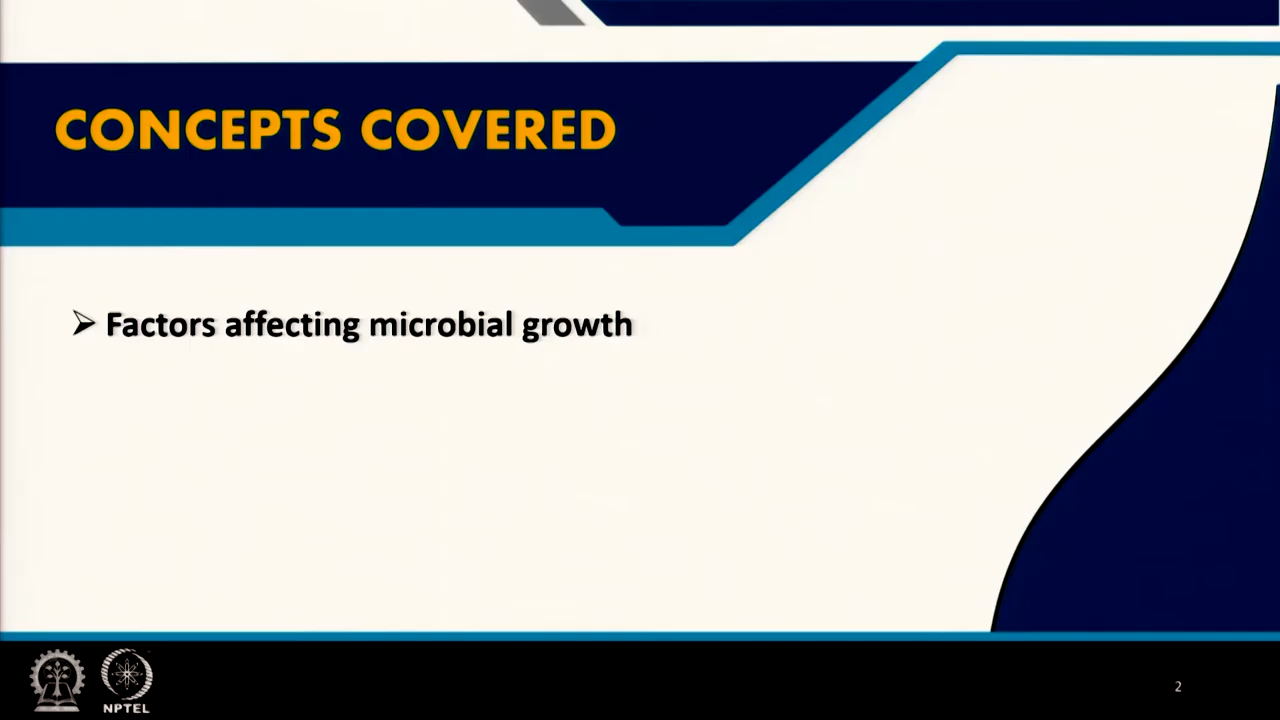 CONCEPTS COVERED
➢ Factors affecting microbial growth
NPTEL
2